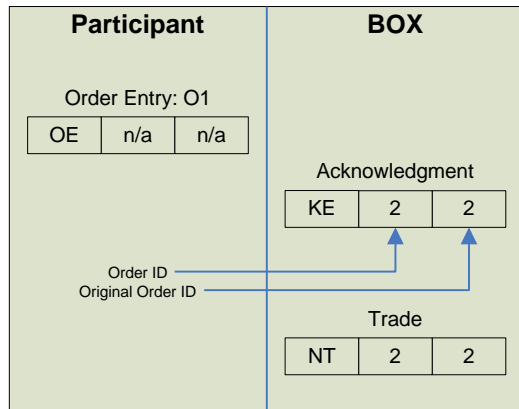 Participant BOX
Order Entry: O1
OE n/a n/a
Acknowledgment
KE 2 2
Order ID
Original Order ID
Trade
NT 2 2